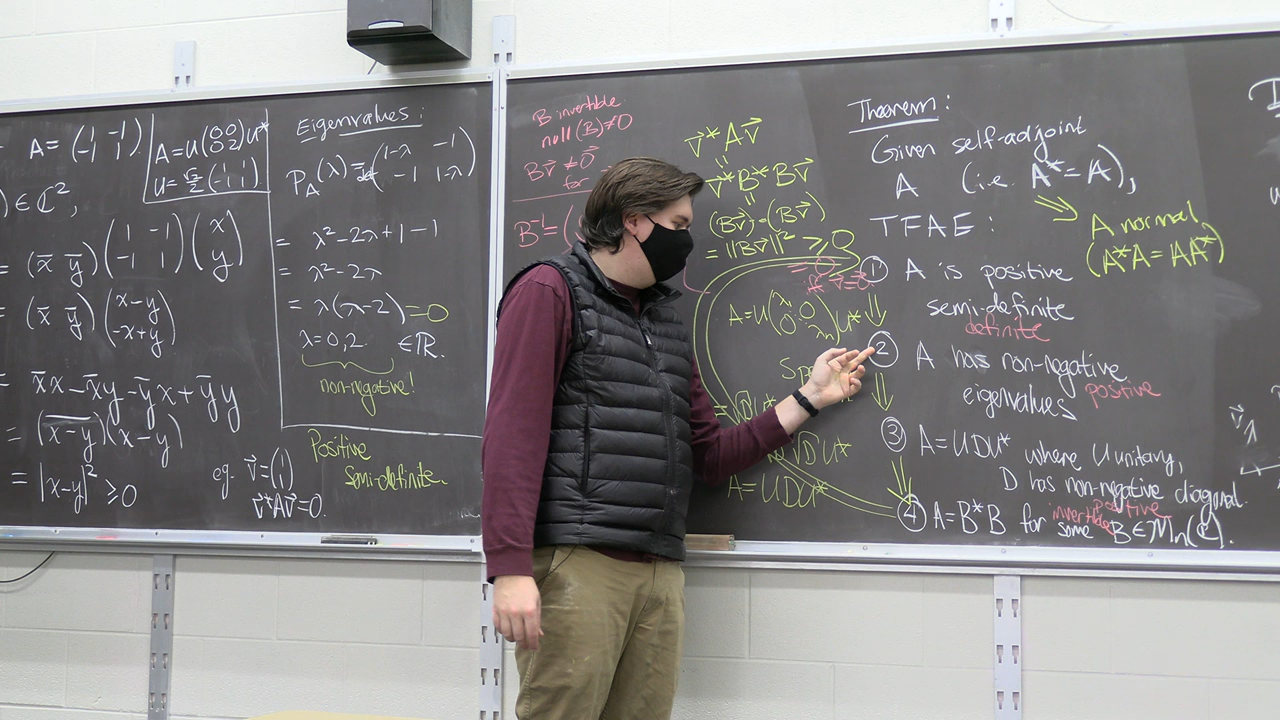 A = (1 -1 / -1 1)
A = U(0 0 / 0 2)U*
U = √2/2(1 1 / 1 -1)
) ∈ ℂ²,
= (x̄ ȳ)(1 -1 / -1 1)(x / y)
= (x̄ ȳ)(x-y / -x+y)
= x̄x - x̄y - ȳx + ȳy
= (x-y)‾(x-y)
= |x-y|² ≥ 0
Eigenvalues:
P_A(λ) = det(1-λ -1 / -1 1-λ)
= λ² - 2λ + 1 - 1
= λ² - 2λ
= λ(λ-2) = 0
λ = 0, 2 ∈ ℝ.
non-negative!
Positive
semi-definite.
eg. v⃗ = (1 / 1)
v⃗*Av⃗ = 0.
B invertible
null(B) ≠ 0
Bv⃗ ≠ 0⃗
for
B⁻¹ = (
v⃗*Av⃗
"
v⃗*B*Bv⃗
"
(Bv⃗)·(Bv⃗)
= ||Bv⃗||² ≥ 0
if v⃗ = 0⃗
A = U(λ 0 / 0 λ)U*
√D U*
A = UDU*
Theorem:
Given self-adjoint
A (i.e. A* = A),
⇒ A normal
(A*A = AA*)
TFAE:
① A is positive
semi-definite
definite
② A has non-negative
eigenvalues positive
③ A = UDU* where U unitary,
D has non-negative diagonal.
positive
④ A = B*B for some B ∈ Mₙ(ℂ).
invertible